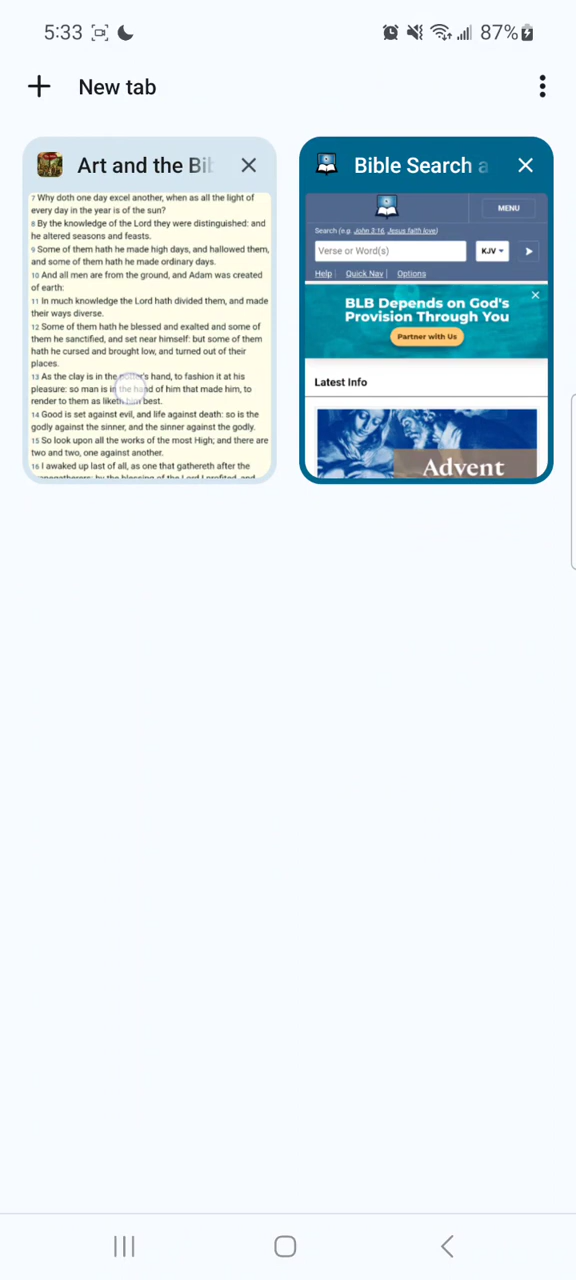 5:33
87%
New tab
Art and the Bib
7 Why doth one day excel another, when as all the light of
every day in the year is of the sun?
8 By the knowledge of the Lord they were distinguished: and
he altered seasons and feasts.
9 Some of them hath he made high days, and hallowed them,
and some of them hath he made ordinary days.
10 And all men are from the ground, and Adam was created
of earth:
11 In much knowledge the Lord hath divided them, and made
their ways diverse.
12 Some of them hath he blessed and exalted and some of
them he sanctified, and set near himself: but some of them
hath he cursed and brought low, and turned out of their
places.
13 As the clay is in the potter's hand, to fashion it at his
pleasure: so man is in the hand of him that made him, to
render to them as liketh him best.
14 Good is set against evil, and life against death: so is the
godly against the sinner, and the sinner against the godly.
15 So look upon all the works of the most High; and there are
two and two, one against another.
16 I awaked up last of all, as one that gathereth after the
Bible Search a
MENU
Search (e.g. John 3:16, Jesus faith love)
Verse or Word(s)
KJV
Help | Quick Nav | Options
BLB Depends on God's
Provision Through You
Partner with Us
Latest Info
Advent